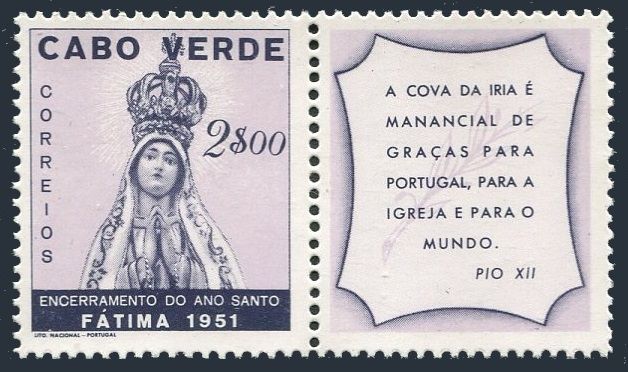 CABO VERDE
CORREIOS
2$00
ENCERRAMENTO DO ANO SANTO
FÁTIMA 1951
LITO. NACIONAL - PORTUGAL
A COVA DA IRIA É
MANANCIAL DE
GRAÇAS PARA
PORTUGAL, PARA A
IGREJA E PARA O
MUNDO.
PIO XII